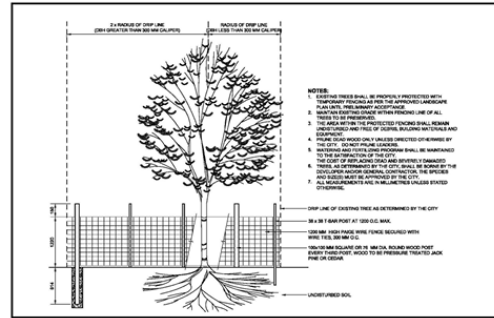 2 x RADIUS OF DRIP LINE
(DBH GREATER THAN 300 MM CALIPER)
RADIUS OF DRIP LINE
(DBH LESS THAN 300 MM CALIPER)
NOTES:
1. EXISTING TREES SHALL BE PROPERLY PROTECTED WITH
TEMPORARY FENCING AS PER THE APPROVED LANDSCAPE
PLAN UNTIL PRELIMINARY ACCEPTANCE
2. MAINTAIN EXISTING GRADE WITHIN FENCING LINE OF ALL
TREES TO BE PRESERVED.
3. THE AREA WITHIN THE PROTECTED FENCING SHALL REMAIN
UNDISTURBED AND FREE OF DEBRIS, BUILDING MATERIALS AND
EQUIPMENT.
4. PRUNE DEAD WOOD ONLY UNLESS DIRECTED OTHERWISE BY
THE CITY. DO NOT PRUNE LEADERS.
5. WATERING AND FERTILIZING PROGRAM SHALL BE MAINTAINED
TO THE SATISFACTION OF THE CITY.
THE COST OF REPLACING DEAD AND SEVERELY DAMAGED
6. TREES, AS DETERMINED BY THE CITY, SHALL BE BORNE BY THE
DEVELOPER AND/OR GENERAL CONTRACTOR. THE SPECIES
AND SIZE(S) MUST BE APPROVED BY THE CITY.
7. ALL MEASUREMENTS ARE IN MILLIMETRES UNLESS STATED
OTHERWISE.
DRIP LINE OF EXISTING TREE AS DETERMINED BY THE CITY
38 x 38 T-BAR POST AT 1200 O.C. MAX.
1200 MM HIGH PAIGE WIRE FENCE SECURED WITH
WIRE TIES, 300 MM O.C.
100x100 MM SQUARE OR 75 MM DIA. ROUND WOOD POST
EVERY THIRD POST, WOOD TO BE PRESSURE TREATED JACK
PINE OR CEDAR
1200
914
UNDISTURBED SOIL